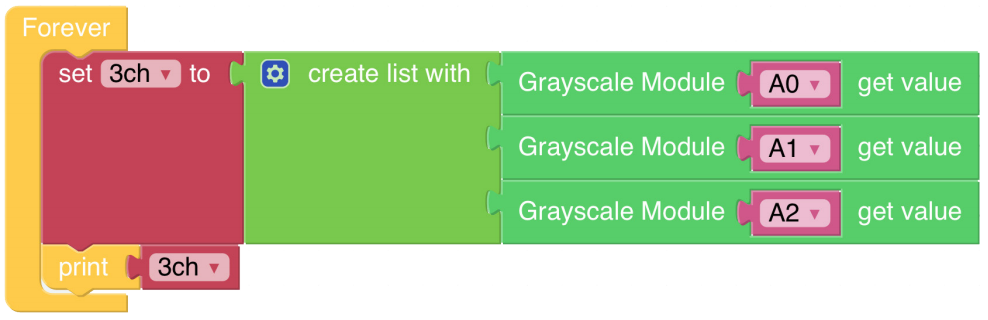 Forever
set 3ch to create list with Grayscale Module A0 get value
Grayscale Module A1 get value
Grayscale Module A2 get value
print 3ch